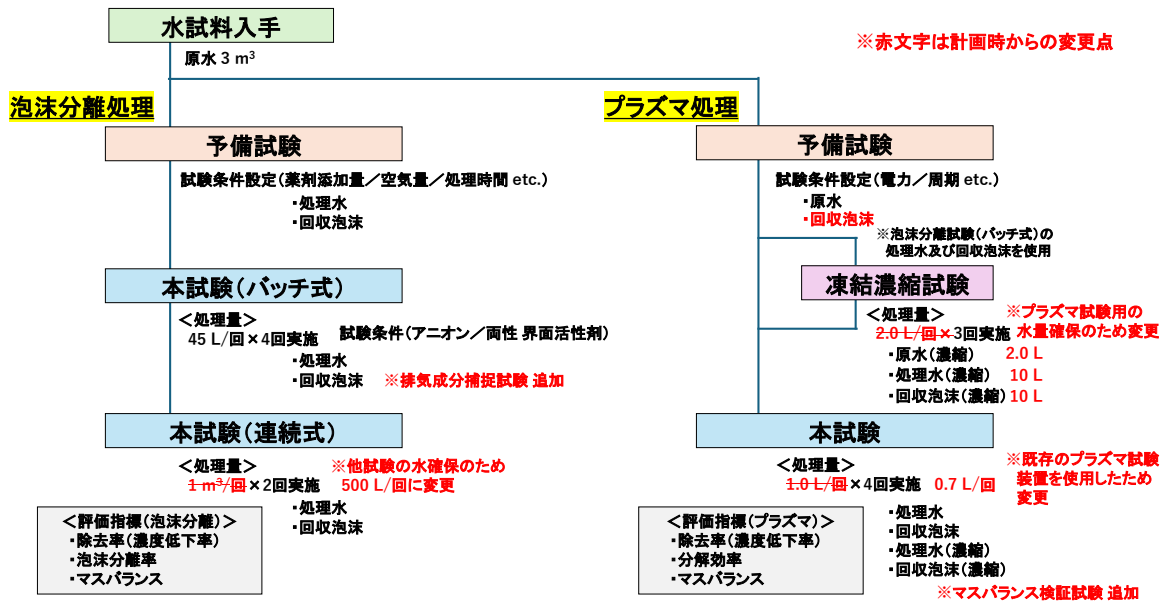 水試料入手
原水 3 m³
※赤文字は計画時からの変更点
泡沫分離処理
予備試験
試験条件設定(薬剤添加量/空気量/処理時間 etc.)
・処理水
・回収泡沫
本試験(バッチ式)
<処理量>
45 L/回×4回実施 試験条件(アニオン/両性 界面活性剤)
・処理水
・回収泡沫 ※排気成分捕捉試験 追加
本試験(連続式)
<処理量>
1 m³/回×2回実施
※他試験の水確保のため
500 L/回に変更
・処理水
・回収泡沫
<評価指標(泡沫分離)>
・除去率(濃度低下率)
・泡沫分離率
・マスバランス
プラズマ処理
予備試験
試験条件設定(電力/周期 etc.)
・原水
・回収泡沫
※泡沫分離試験(バッチ式)の
処理水及び回収泡沫を使用
凍結濃縮試験
<処理量>
2.0 L/回×3回実施
※プラズマ試験用の
水量確保のため変更
・原水(濃縮) 2.0 L
・処理水(濃縮) 10 L
・回収泡沫(濃縮) 10 L
本試験
<処理量>
1.0 L/回×4回実施 0.7 L/回
※既存のプラズマ試験
装置を使用したため
変更
・処理水
・回収泡沫
・処理水(濃縮)
・回収泡沫(濃縮)
※マスバランス検証試験 追加
<評価指標(プラズマ)>
・除去率(濃度低下率)
・分解効率
・マスバランス